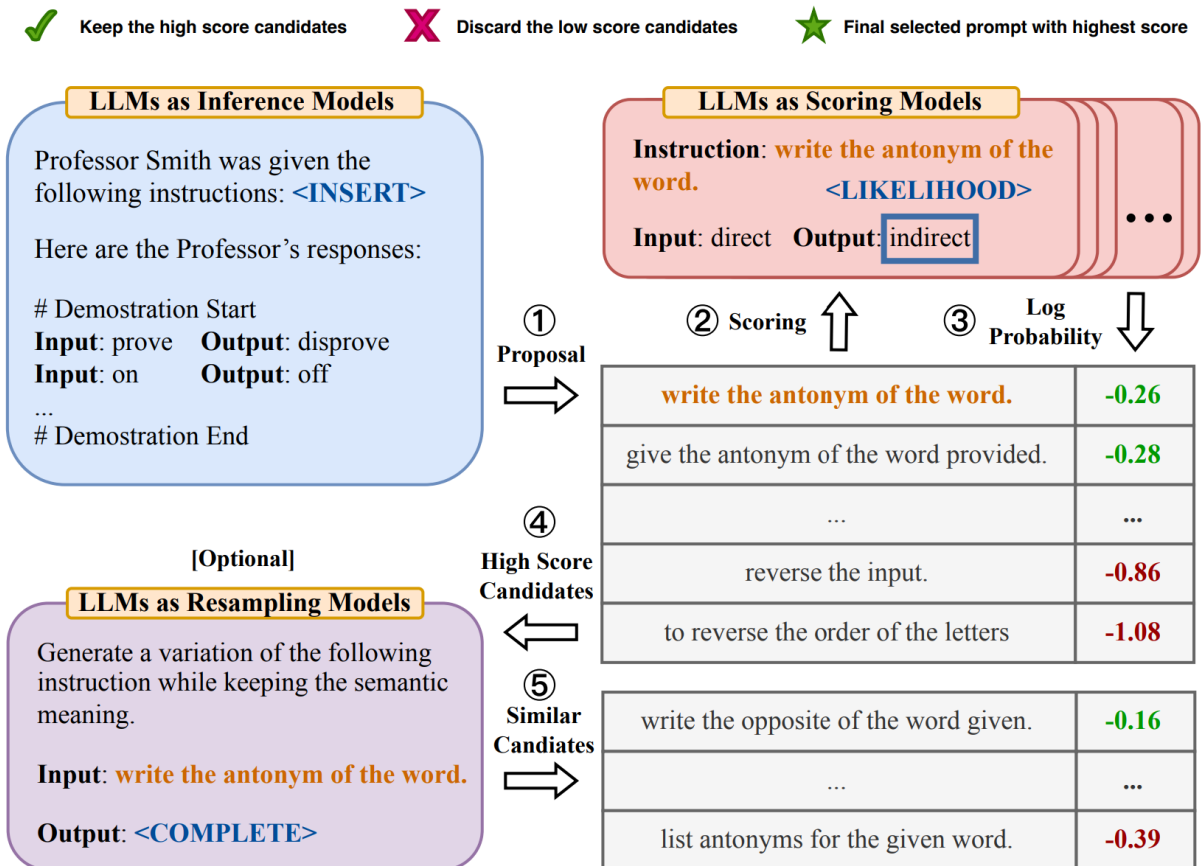 Keep the high score candidates
Discard the low score candidates
Final selected prompt with highest score
LLMs as Inference Models
Professor Smith was given the
following instructions: <INSERT>
Here are the Professor's responses:
# Demostration Start
Input: prove Output: disprove
Input: on Output: off
...
# Demostration End
① Proposal
LLMs as Scoring Models
Instruction: write the antonym of the
word.
<LIKELIHOOD>
Input: direct Output: indirect
...
② Scoring
③ Log
Probability
write the antonym of the word. -0.26
give the antonym of the word provided. -0.28
... ...
reverse the input. -0.86
to reverse the order of the letters -1.08
④
High Score
Candidates
[Optional]
LLMs as Resampling Models
Generate a variation of the following
instruction while keeping the semantic
meaning.
Input: write the antonym of the word.
Output: <COMPLETE>
⑤
Similar
Candiates
write the opposite of the word given. -0.16
... ...
list antonyms for the given word. -0.39